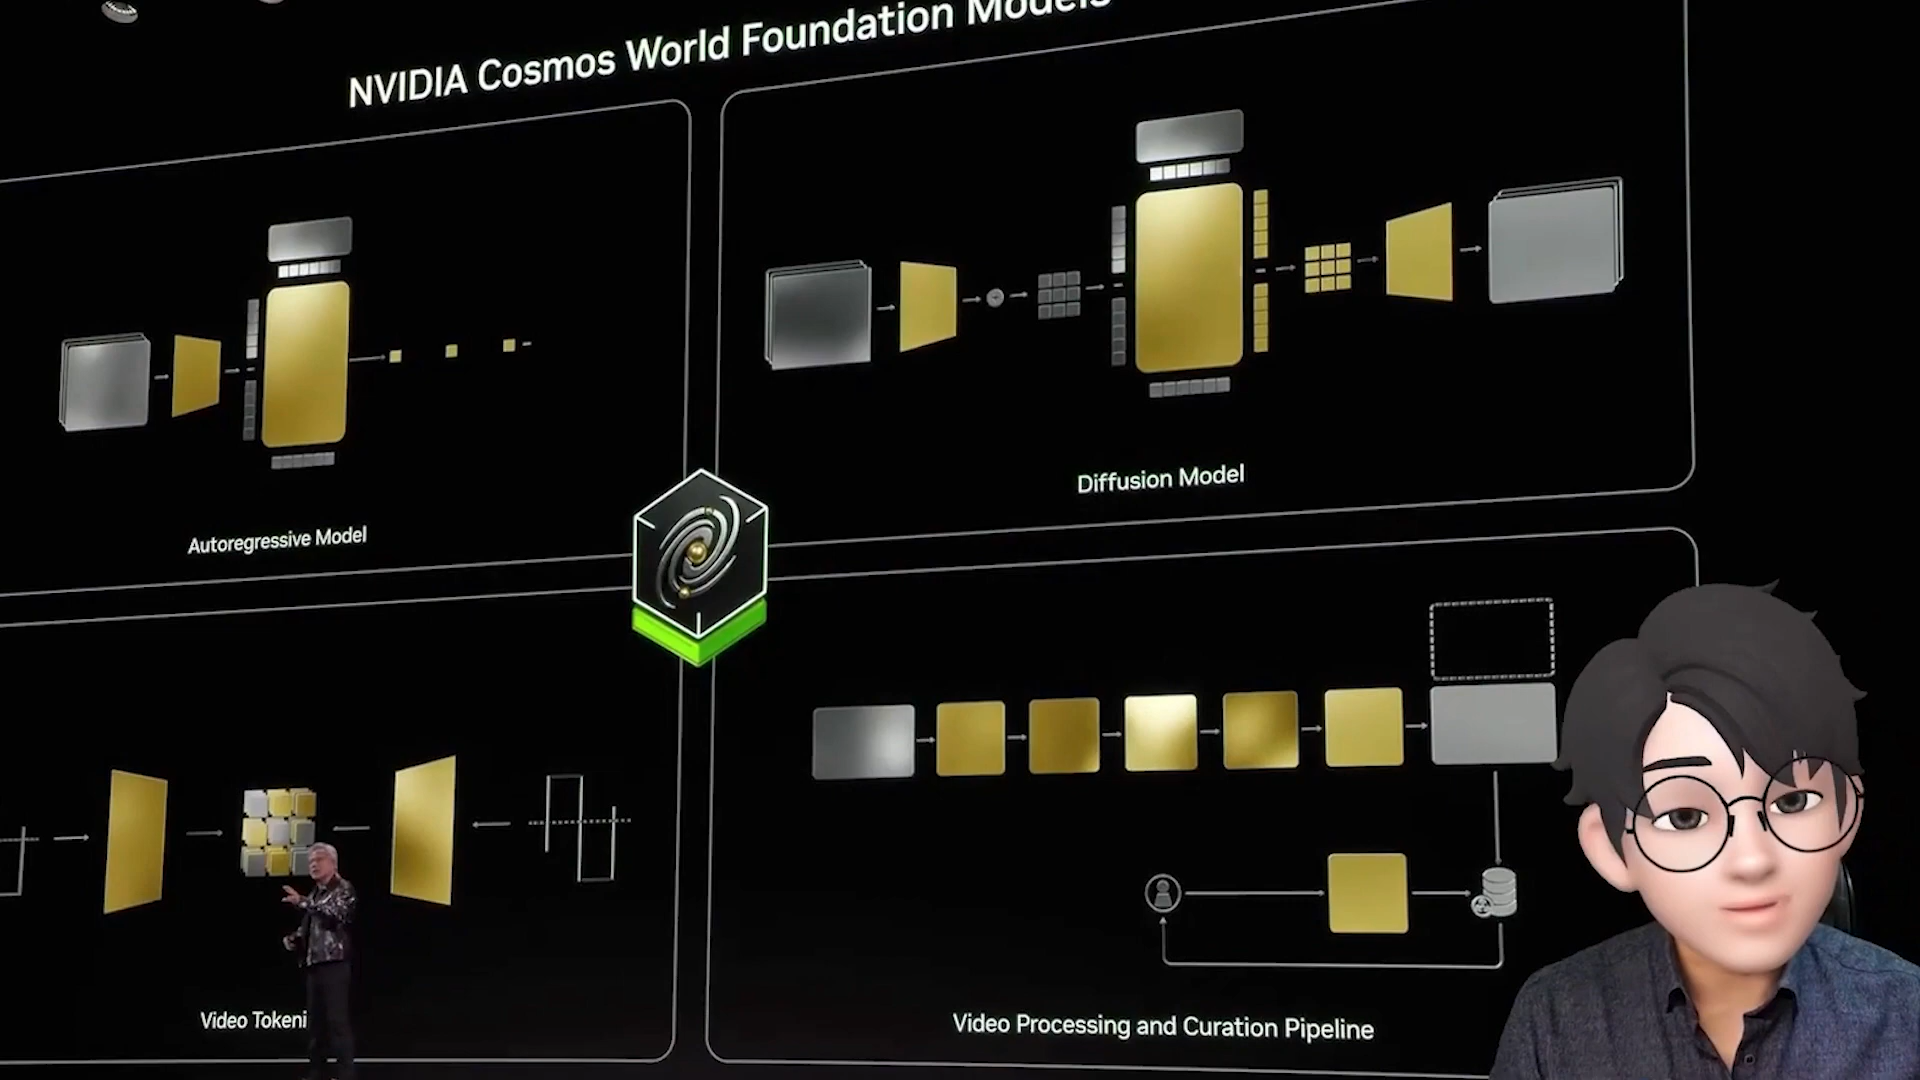 NVIDIA Cosmos World Foundation Models
Autoregressive Model
Diffusion Model
Video Tokeni
Video Processing and Curation Pipeline